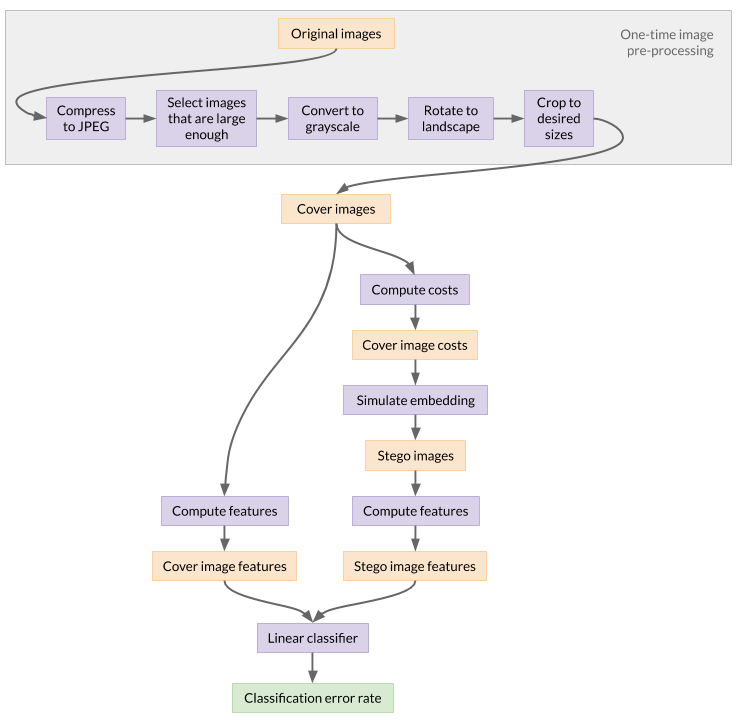 Original images
One-time image
pre-processing
Compress
to JPEG
Select images
that are large
enough
Convert to
grayscale
Rotate to
landscape
Crop to
desired
sizes
Cover images
Compute costs
Cover image costs
Simulate embedding
Stego images
Compute features
Compute features
Cover image features
Stego image features
Linear classifier
Classification error rate